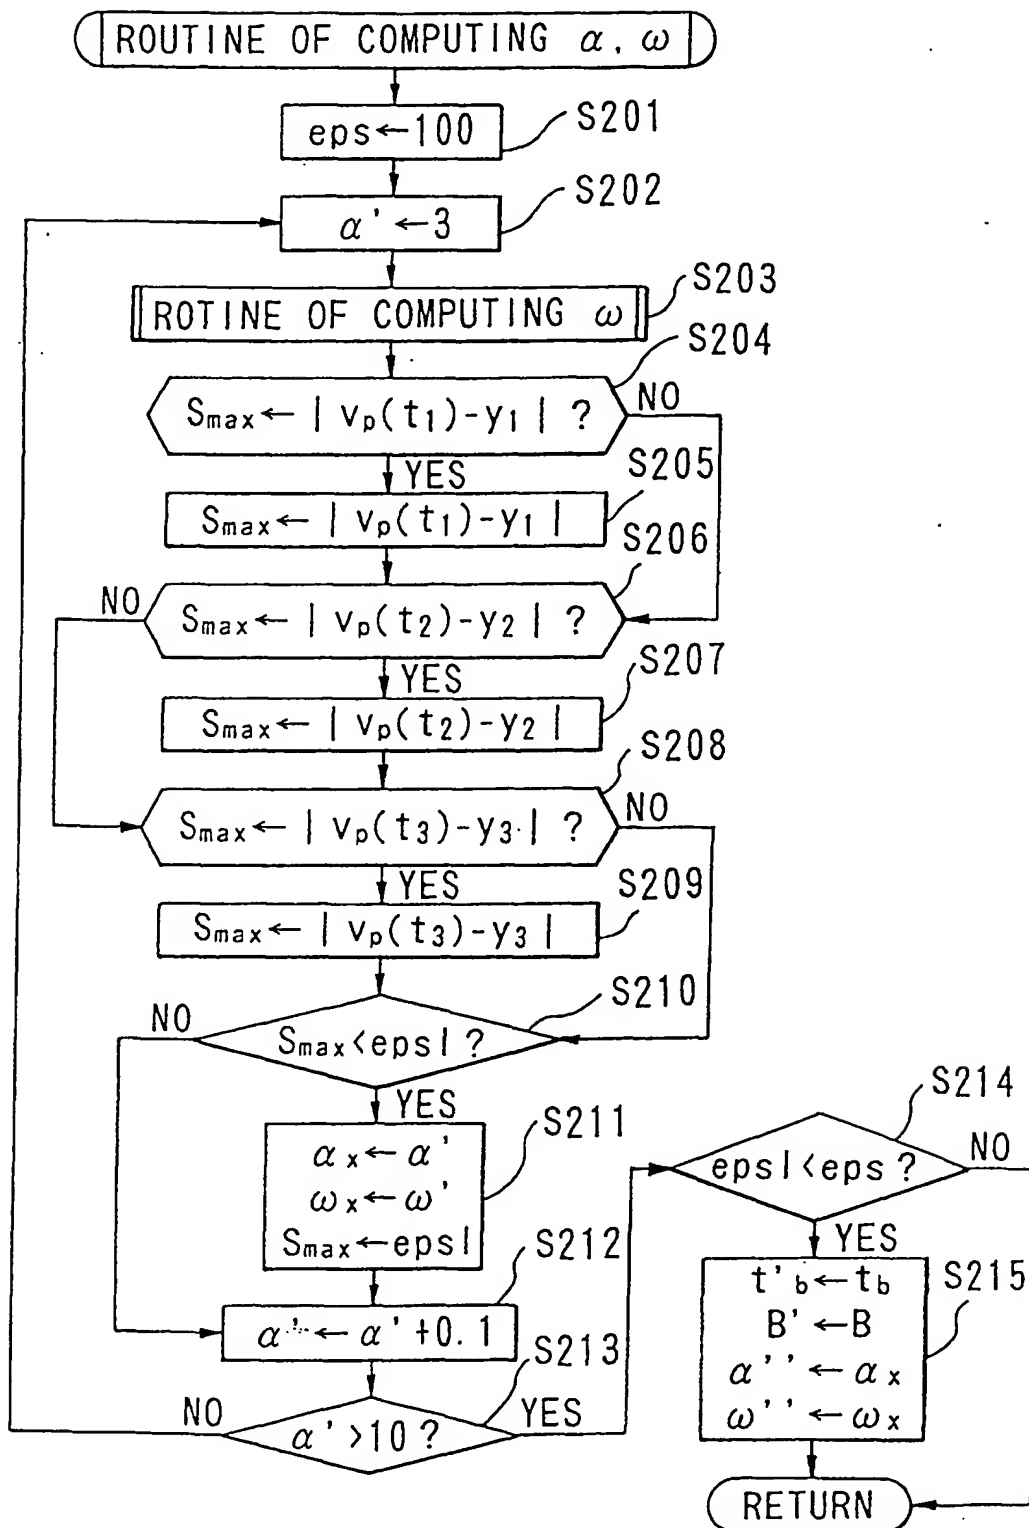 ROUTINE OF COMPUTING α, ω
eps←100
S201
α'←3
S202
ROTINE OF COMPUTING ω
S203
S204
Smax← | vp(t1)-y1 | ?
NO
YES
S205
Smax← | vp(t1)-y1 |
S206
NO
Smax← | vp(t2)-y2 | ?
YES
S207
Smax← | vp(t2)-y2 |
S208
Smax← | vp(t3)-y3 | ?
NO
YES
S209
Smax← | vp(t3)-y3 |
S210
NO
Smax<epsl?
YES
S211
αx←α'
ωx←ω'
Smax←epsl
S212
α'←α'+0.1
S213
NO
α'>10?
YES
S214
epsl<eps?
NO
YES
S215
t'b←tb
B'←B
α''←αx
ω''←ωx
RETURN